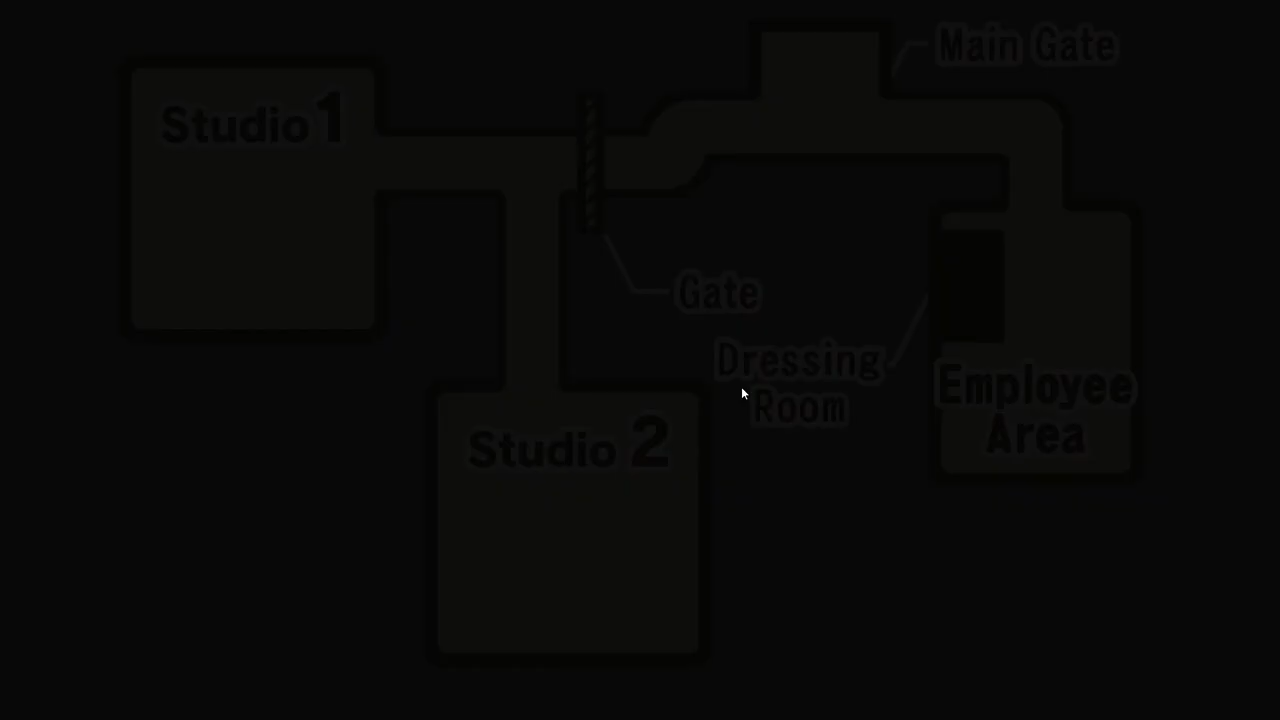 Main Gate
Studio 1
Gate
Dressing
Room
Employee
Area
Studio 2